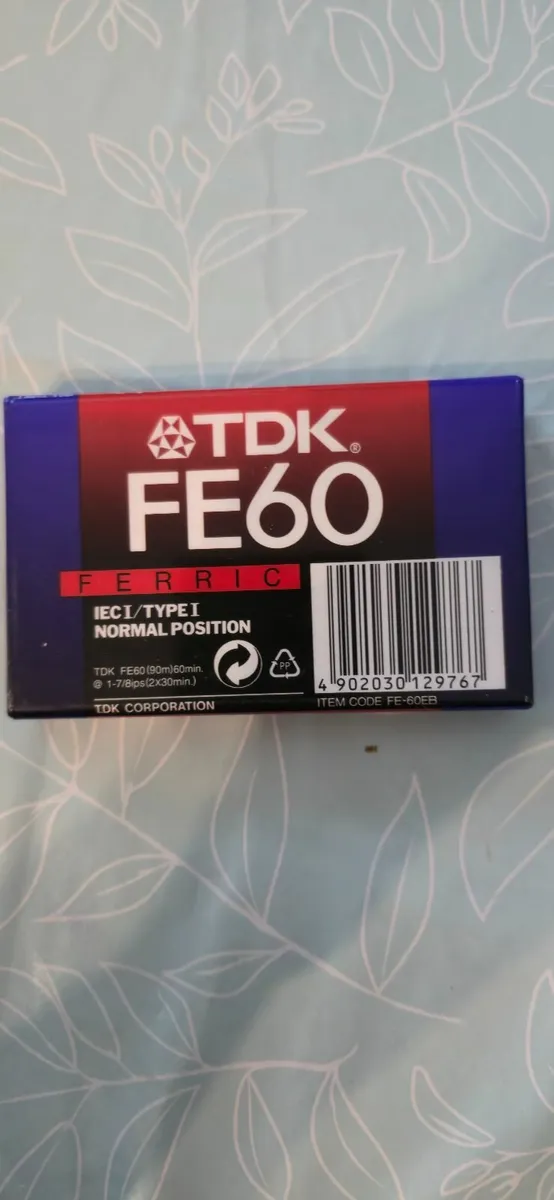 TDK®
FE60
FERRIC
IEC I/TYPE I
NORMAL POSITION
TDK FE60(90m)60min.
@ 1-7/8ips(2X30min.)
PP
TDK CORPORATION
4 902030 129767
ITEM CODE FE-60EB